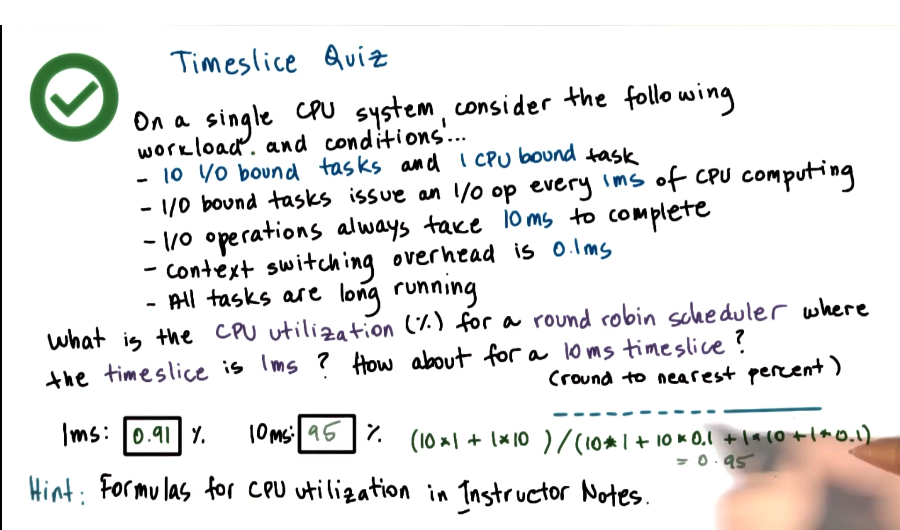 Timeslice Quiz
On a single CPU system, consider the following
workload. and conditions...
- 10 I/O bound tasks and 1 CPU bound task
- I/O bound tasks issue an I/o op every 1ms of CPU computing
- I/o operations always take 10ms to complete
- context switching overhead is 0.1ms
- All tasks are long running
What is the CPU utilization (%) for a round robin scheduler where
the timeslice is 1ms ? How about for a 10ms timeslice?
(round to nearest percent)
1ms: 0.91 % 10ms: 95 % (10*1 + 1*10 )/(10*1 + 10*0.1 + 1*10 + 1*0.1)
= 0.95
Hint: Formulas for CPU utilization in Instructor Notes.